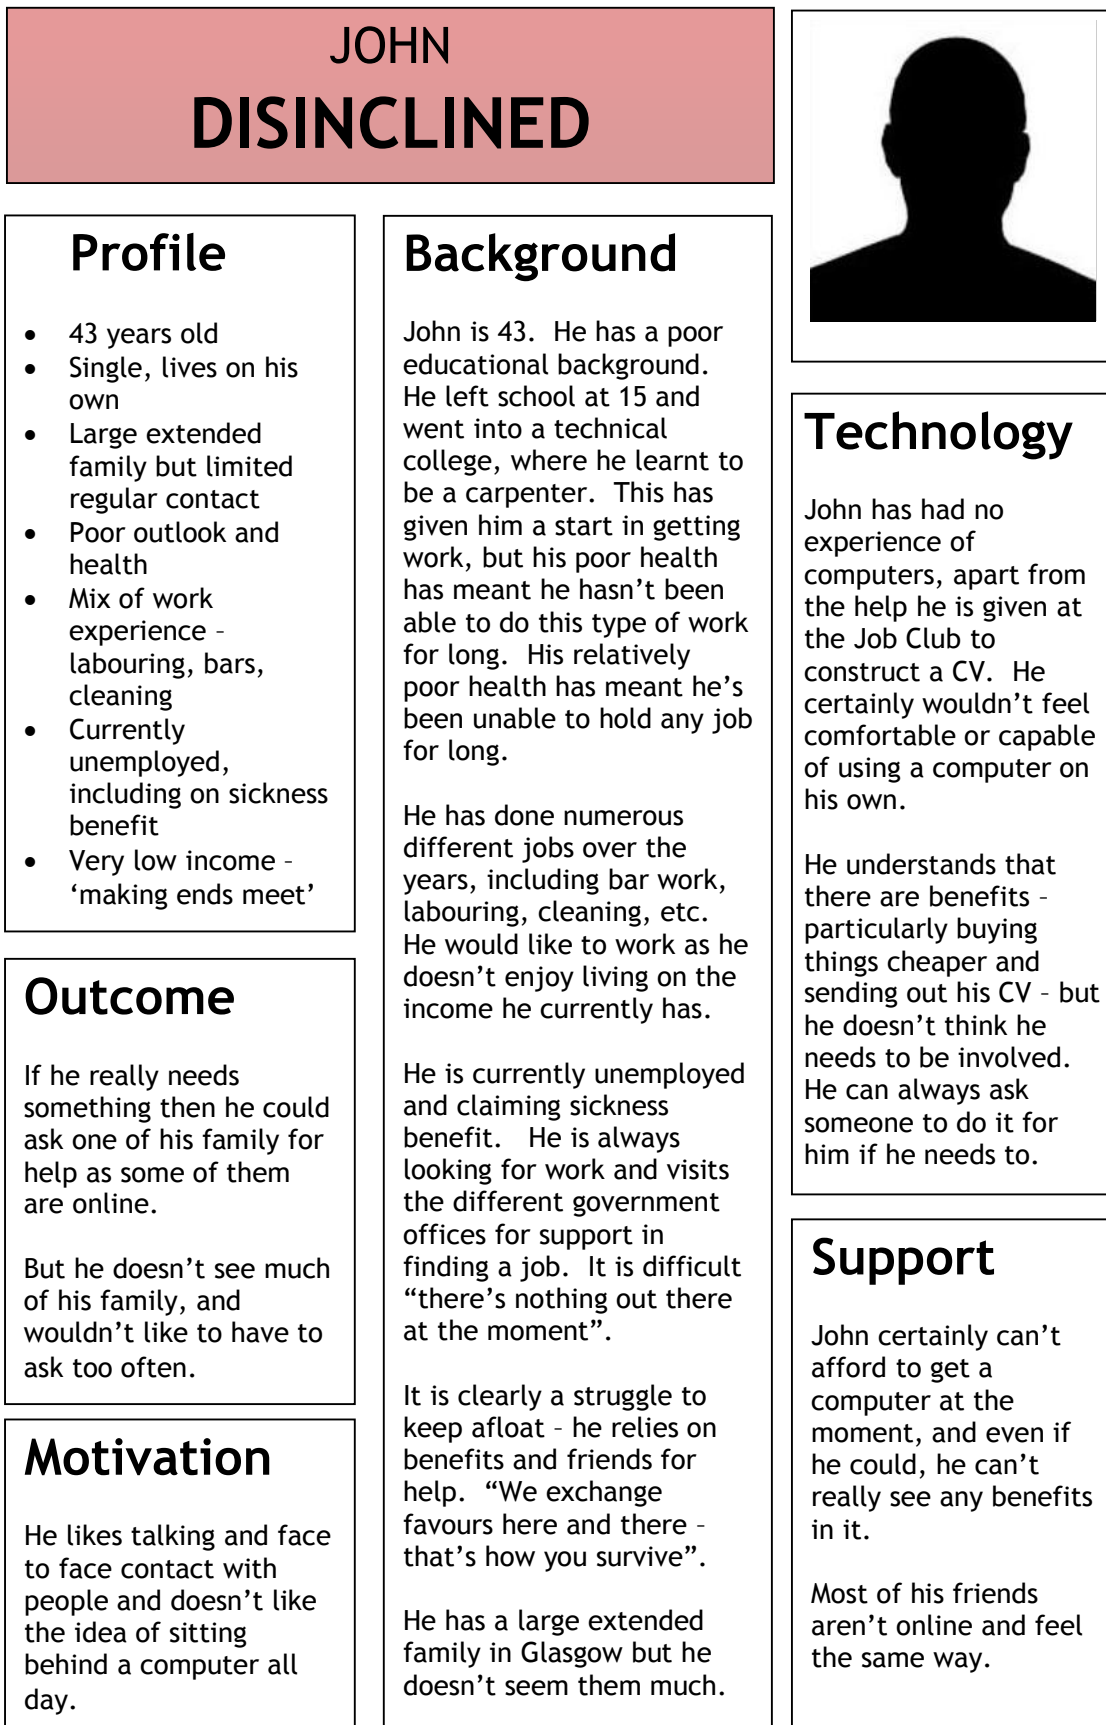 JOHN
DISINCLINED
Profile
• 43 years old
• Single, lives on his
own
• Large extended
family but limited
regular contact
• Poor outlook and
health
• Mix of work
experience –
labouring, bars,
cleaning
• Currently
unemployed,
including on sickness
benefit
• Very low income –
‘making ends meet’
Outcome
If he really needs
something then he could
ask one of his family for
help as some of them
are online.
But he doesn’t see much
of his family, and
wouldn’t like to have to
ask too often.
Motivation
He likes talking and face
to face contact with
people and doesn’t like
the idea of sitting
behind a computer all
day.
Background
John is 43.  He has a poor
educational background.
He left school at 15 and
went into a technical
college, where he learnt to
be a carpenter.  This has
given him a start in getting
work, but his poor health
has meant he hasn’t been
able to do this type of work
for long.  His relatively
poor health has meant he’s
been unable to hold any job
for long.
He has done numerous
different jobs over the
years, including bar work,
labouring, cleaning, etc.
He would like to work as he
doesn’t enjoy living on the
income he currently has.
He is currently unemployed
and claiming sickness
benefit.   He is always
looking for work and visits
the different government
offices for support in
finding a job.  It is difficult
“there’s nothing out there
at the moment”.
It is clearly a struggle to
keep afloat – he relies on
benefits and friends for
help.  “We exchange
favours here and there –
that’s how you survive”.
He has a large extended
family in Glasgow but he
doesn’t seem them much.
Technology
John has had no
experience of
computers, apart from
the help he is given at
the Job Club to
construct a CV.  He
certainly wouldn’t feel
comfortable or capable
of using a computer on
his own.
He understands that
there are benefits –
particularly buying
things cheaper and
sending out his CV – but
he doesn’t think he
needs to be involved.
He can always ask
someone to do it for
him if he needs to.
Support
John certainly can’t
afford to get a
computer at the
moment, and even if
he could, he can’t
really see any benefits
in it.
Most of his friends
aren’t online and feel
the same way.